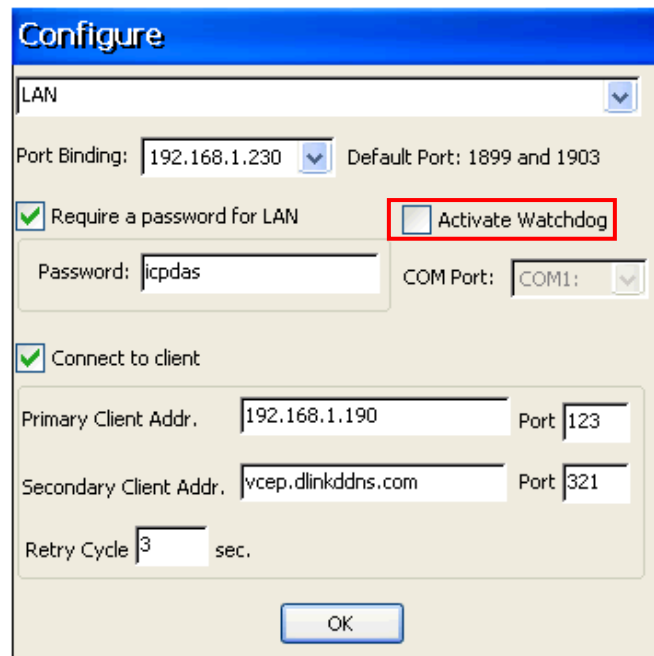 Configure
LAN
Port Binding: 192.168.1.230 Default Port: 1899 and 1903
Require a password for LAN Activate Watchdog
Password: icpdas COM Port: COM1:
Connect to client
Primary Client Addr. 192.168.1.190 Port 123
Secondary Client Addr. vcep.dlinkddns.com Port 321
Retry Cycle 3 sec.
OK